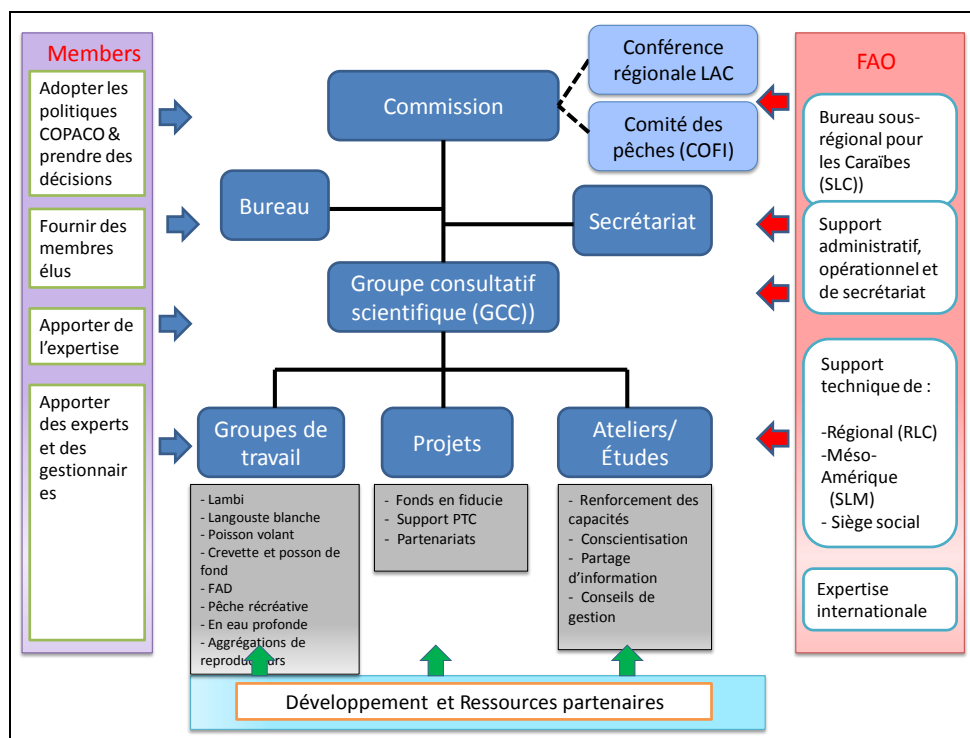 Members
Adopter les
politiques
COPACO &
prendre des
décisions
Fournir des
membres
élus
Apporter de
l'expertise
Apporter
des experts
et des
gestionnair
es
Commission
Conférence
régionale LAC
Comité des
pêches (COFI)
Bureau
Secrétariat
Groupe consultatif
scientifique (GCC))
Groupes de
travail
- Lambi
- Langouste blanche
- Poisson volant
- Crevette et posson de
fond
- FAD
- Pêche récréative
- En eau profonde
- Aggrégations de
reproducteurs
Projets
- Fonds en fiducie
- Support PTC
- Partenariats
Ateliers/
Études
- Renforcement des
capacités
- Conscientisation
- Partage
d'information
- Conseils de
gestion
FAO
Bureau sous-
régional pour
les Caraïbes
(SLC))
Support
administratif,
opérationnel et
de secrétariat
Support
technique de :
-Régional (RLC)
-Méso-
Amérique
(SLM)
- Siège social
Expertise
internationale
Développement et Ressources partenaires